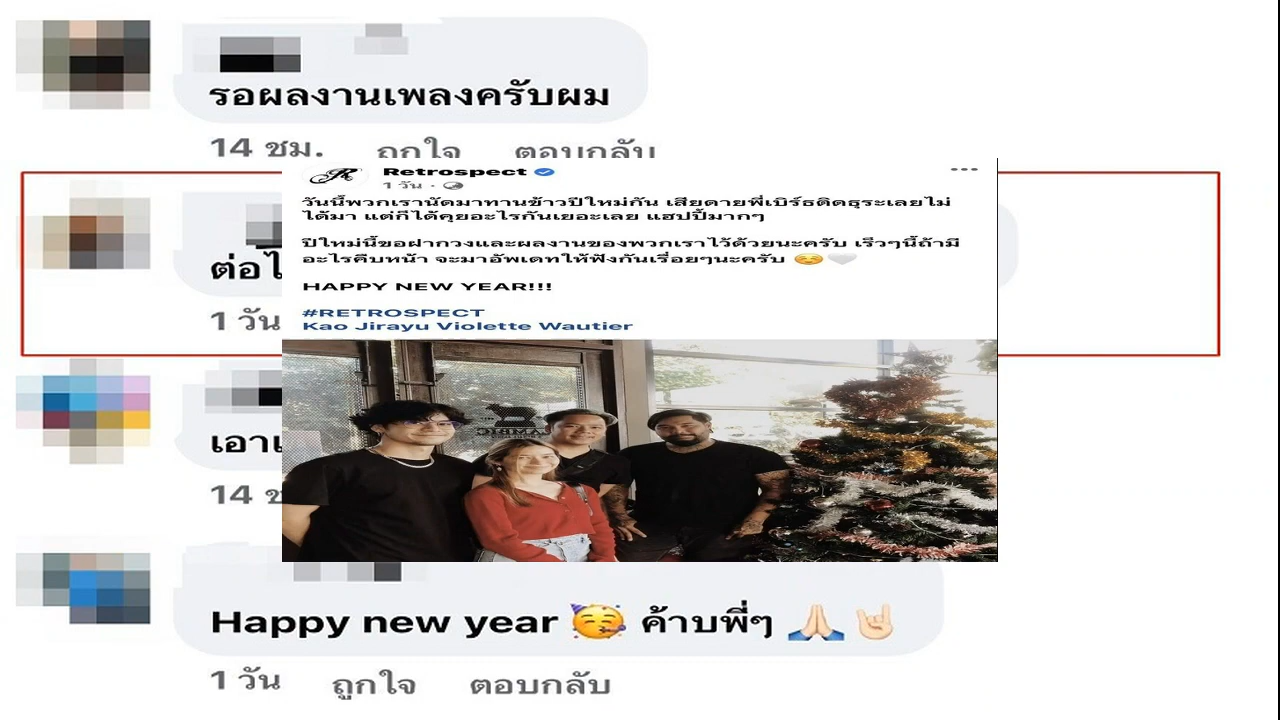 รอผลงานเพลงครับผม
14 ชม. ถูกใจ ตอบกลับ
Retrospect
1 วัน
วันนี้พวกเรานัดมาทานข้าวปีใหม่กัน เสียดายพี่เบิร์ธติดธุระเลยไม่
ได้มา แต่ก็ได้คุยอะไรกันเยอะเลย แฮปปี้มากๆ
ปีใหม่นี้ขอฝากวงและผลงานของพวกเราไว้ด้วยนะครับ เร็วๆนี้ถ้ามี
อะไรคืบหน้า จะมาอัพเดทให้ฟังกันเรื่อยๆนะครับ ☺️🤍
HAPPY NEW YEAR!!!
#RETROSPECT
Kao Jirayu Violette Wautier
1 วัน
14
Happy new year 🥳 ค้าบพี่ๆ 🙏🏻🤘🏻
1 วัน ถูกใจ ตอบกลับ